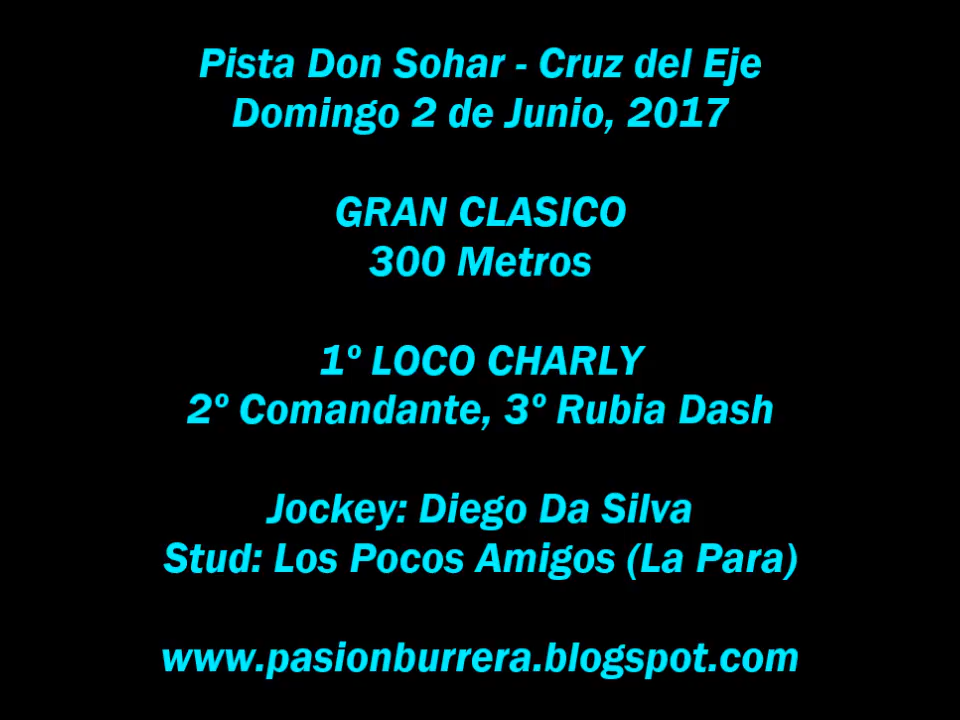 Pista Don Sohar - Cruz del Eje
Domingo 2 de Junio, 2017
GRAN CLASICO
300 Metros
1º LOCO CHARLY
2º Comandante, 3º Rubia Dash
Jockey: Diego Da Silva
Stud: Los Pocos Amigos (La Para)
www.pasionburrera.blogspot.com